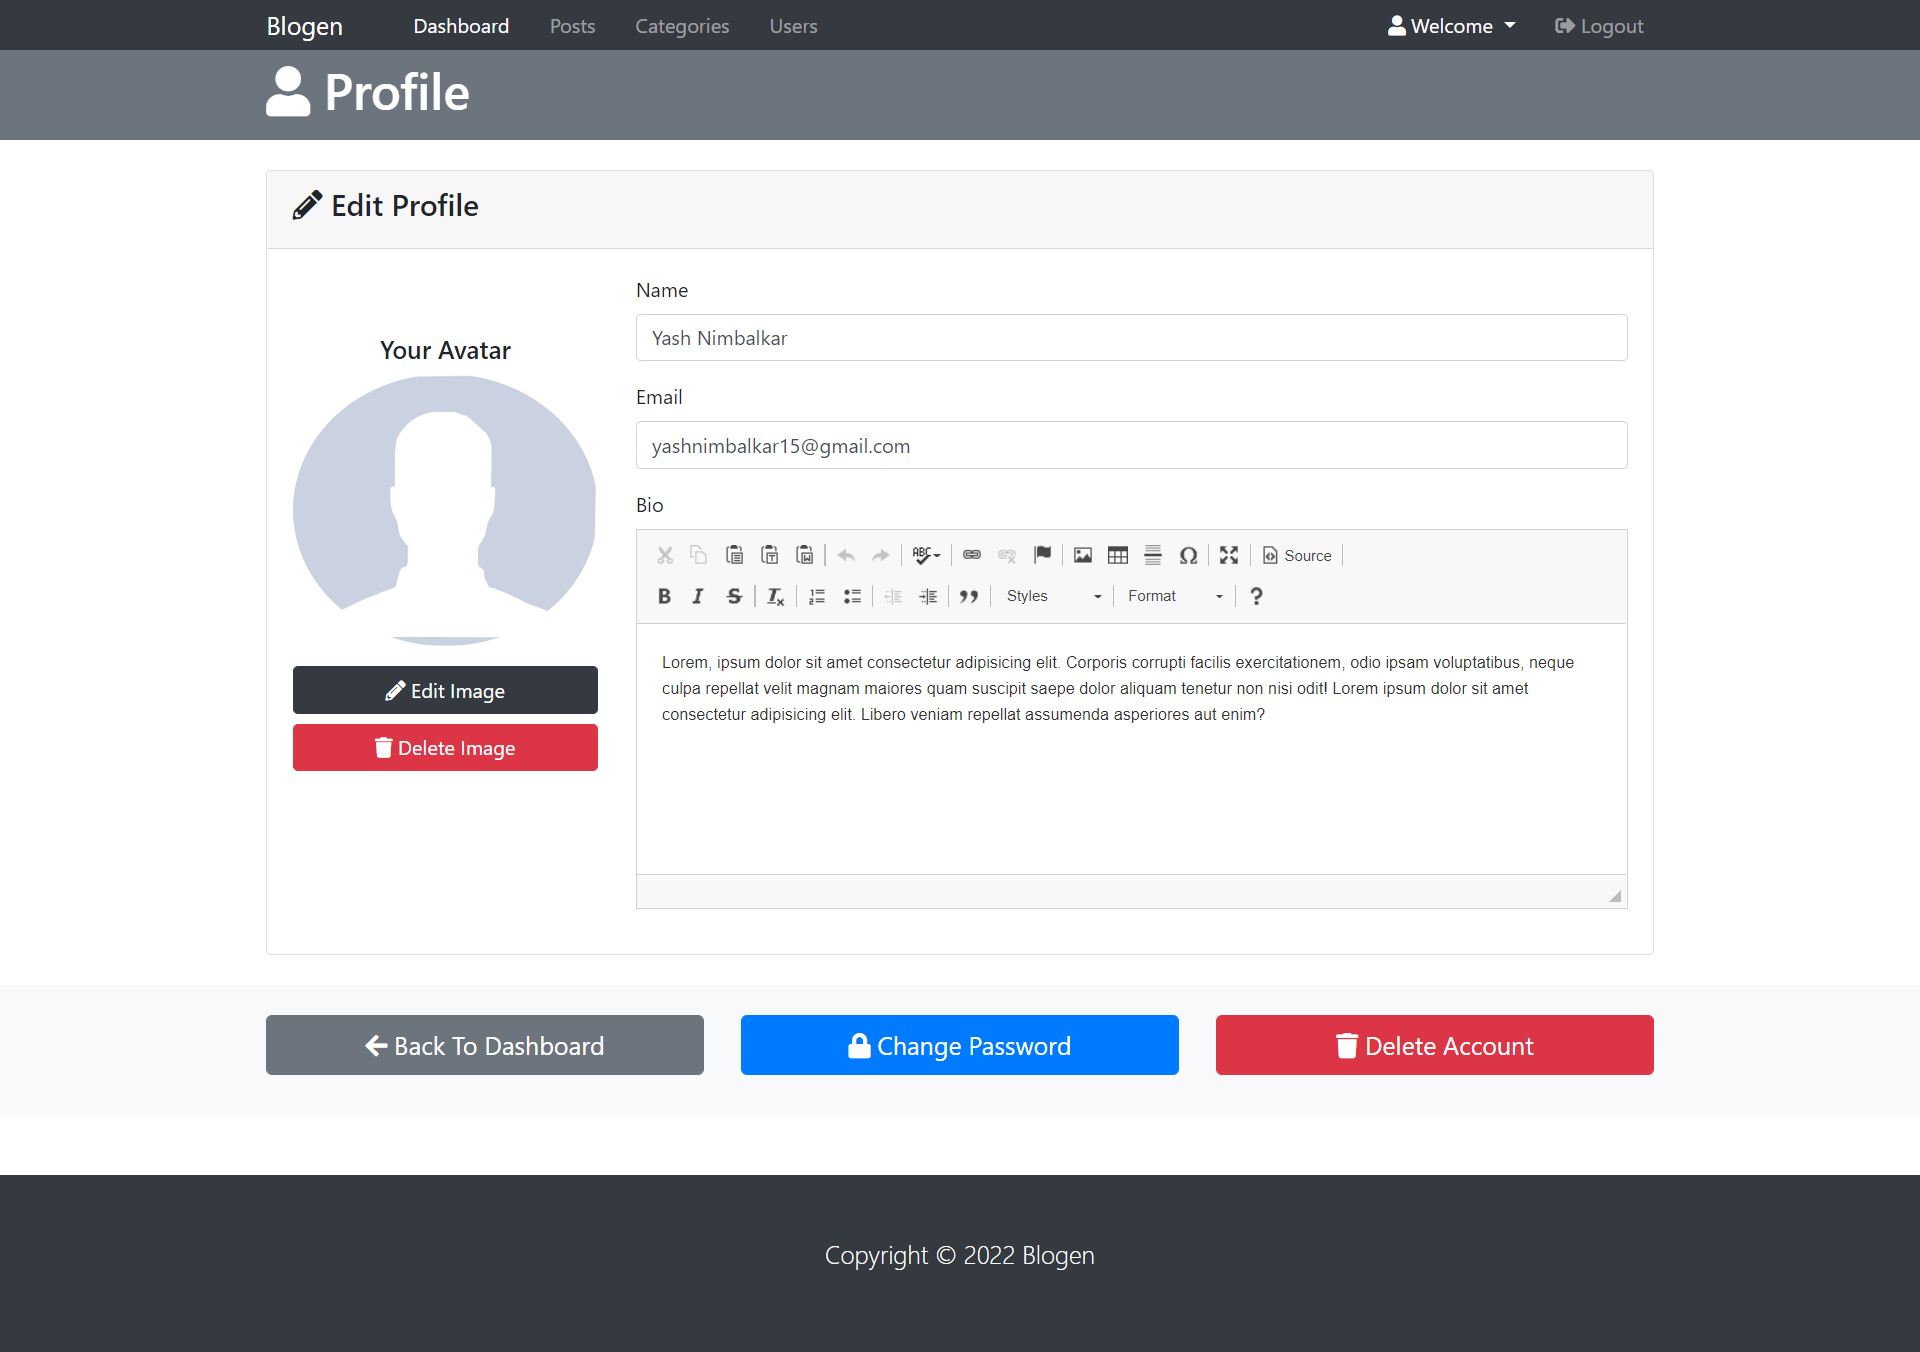 Blogen Dashboard Posts Categories Users Welcome Logout
Profile
Edit Profile
Your Avatar
Edit Image
Delete Image
Name
Yash Nimbalkar
Email
yashnimbalkar15@gmail.com
Bio
ABC Source
B I S Tx Styles Format ?
Lorem, ipsum dolor sit amet consectetur adipisicing elit. Corporis corrupti facilis exercitationem, odio ipsam voluptatibus, neque
culpa repellat velit magnam maiores quam suscipit saepe dolor aliquam tenetur non nisi odit! Lorem ipsum dolor sit amet
consectetur adipisicing elit. Libero veniam repellat assumenda asperiores aut enim?
Back To Dashboard Change Password Delete Account
Copyright © 2022 Blogen